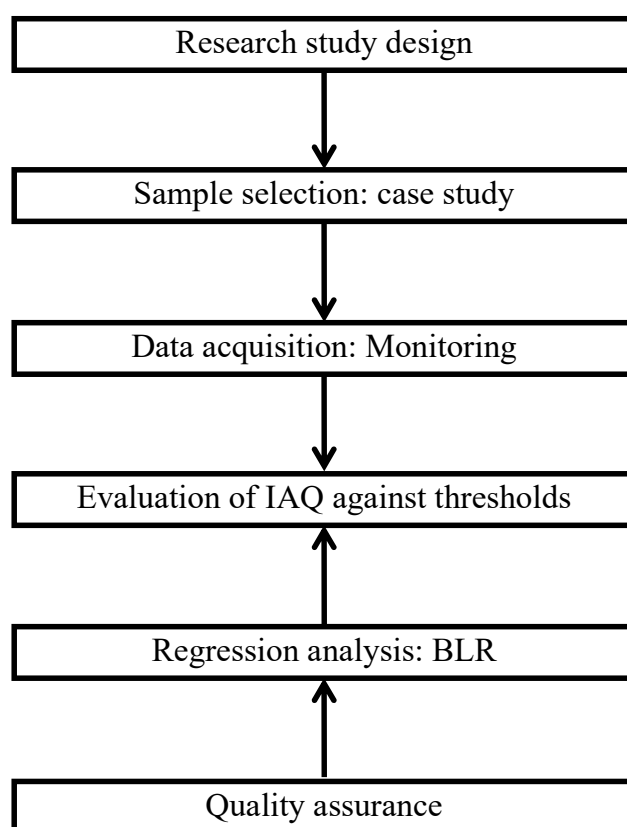 Research study design
Sample selection: case study
Data acquisition: Monitoring
Evaluation of IAQ against thresholds
Regression analysis: BLR
Quality assurance